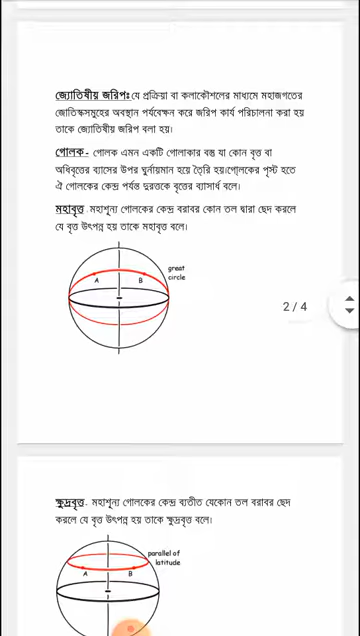 জ্যোতিষীয় জরিপঃ যে প্রক্রিয়া বা কলাকৌশলের মাধ্যমে মহাজগতের
জোতিস্কসমুহের অবস্থান পর্যবেক্ষন করে জরিপ কার্য পরিচালনা করা হয়
তাকে জ্যোতিষীয় জরিপ বলা হয়।
গোলক- গোলক এমন একটি গোলাকার বস্তু যা কোন বৃত্ত বা
অধিবৃত্তের ব্যাসের উপর ঘুর্নায়মান হয়ে তৈ্রি হয়।গো্লকের পৃস্ট হতে
ঐ গোলকের কেন্দ্র পর্যন্ত দুরত্তকে বৃত্তের ব্যাসার্ধ বলে।
মহাবৃত্ত - মহাশূন্য গোলকের কেন্দ্র বরাবর কোন তল দ্বারা ছেদ করলে
যে বৃত্ত উৎপন্ন হয় তাকে মহাবৃত্ত বলে।
great
circle
A B
2 / 4
ক্ষুদ্রবৃত্ত - মহাশূন্য গোলকের কেন্দ্র ব্যতীত যেকোন তল বরাবর ছেদ
করলে যে বৃত্ত উৎপন্ন হয় তাকে ক্ষুদ্রবৃত্ত বলে।
parallel of
latitude
A B